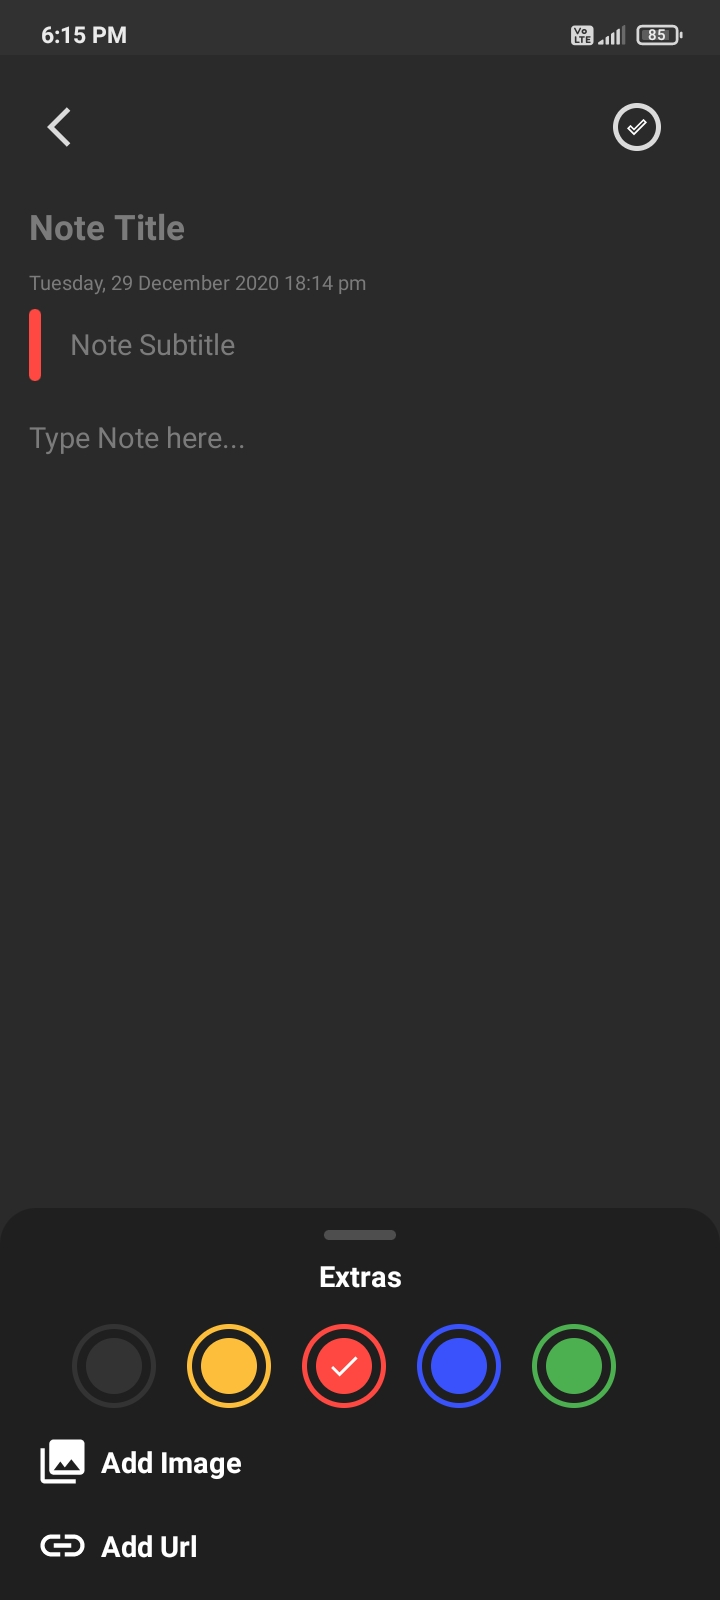 6:15 PM
Vo LTE
85
Note Title
Tuesday, 29 December 2020 18:14 pm
Note Subtitle
Type Note here...
Extras
Add Image
Add Url